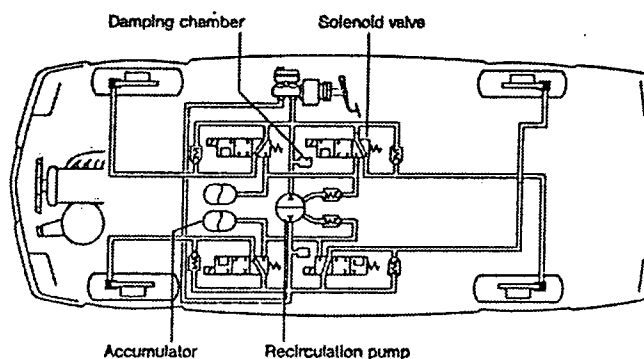 Damping chamber
Solenoid valve
Accumulator
Recirculation pump